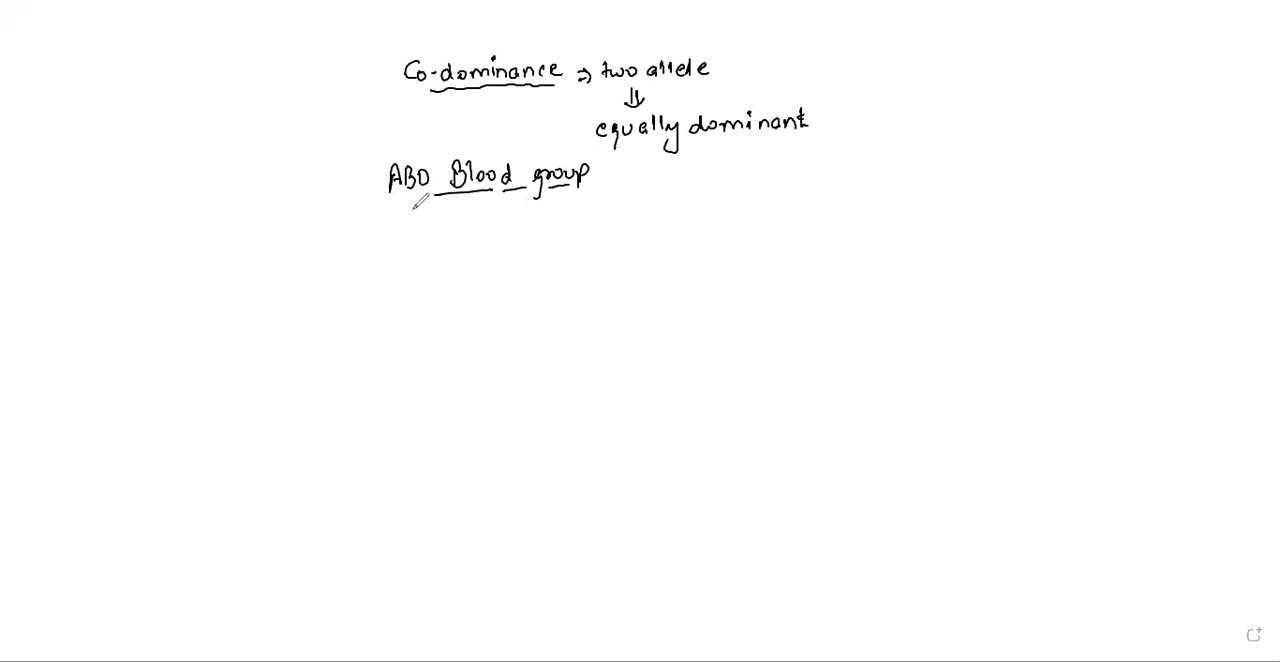 Co-dominance ⇒ two allele
⇓
equally dominant
ABO Blood group